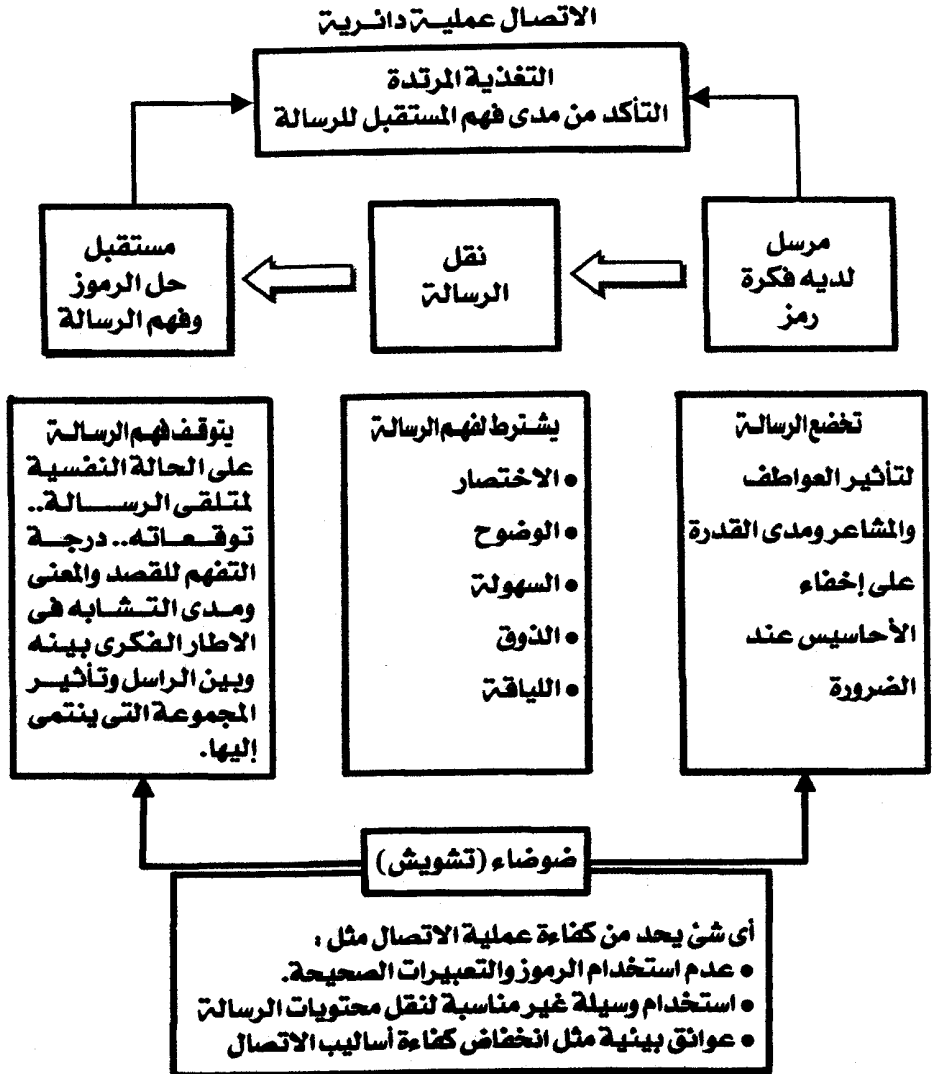 الاتصال عملية دائرية
التغذية المرتدة
التأكد من مدى فهم المستقبل للرسالة
مرسل
لديه فكرة
رمز
نقل
الرسالة
مستقبل
حل الرموز
وفهم الرسالة
تخضع الرسالة
لتأثير العواطف
والمشاعر ومدى القدرة
على إخفاء
الأحاسيس عند
الضرورة
يشترط لفهم الرسالة
• الاختصار
• الوضوح
• السهولة
• الذوق
• اللياقة
يتوقف فهم الرسالة
على الحالة النفسية
لمتلقى الرسالة..
توقعاته.. درجة
التفهم للقصد والمعنى
ومدى التشابه فى
الاطار الفكرى بينه
وبين الراسل وتأثير
المجموعة التى ينتمى
إليها.
ضوضاء (تشويش)
أى شئ يحد من كفاءة عملية الاتصال مثل :
• عدم استخدام الرموز والتعبيرات الصحيحة.
• استخدام وسيلة غير مناسبة لنقل محتويات الرسالة
• عوائق بيئية مثل انخفاض كفاءة أساليب الاتصال